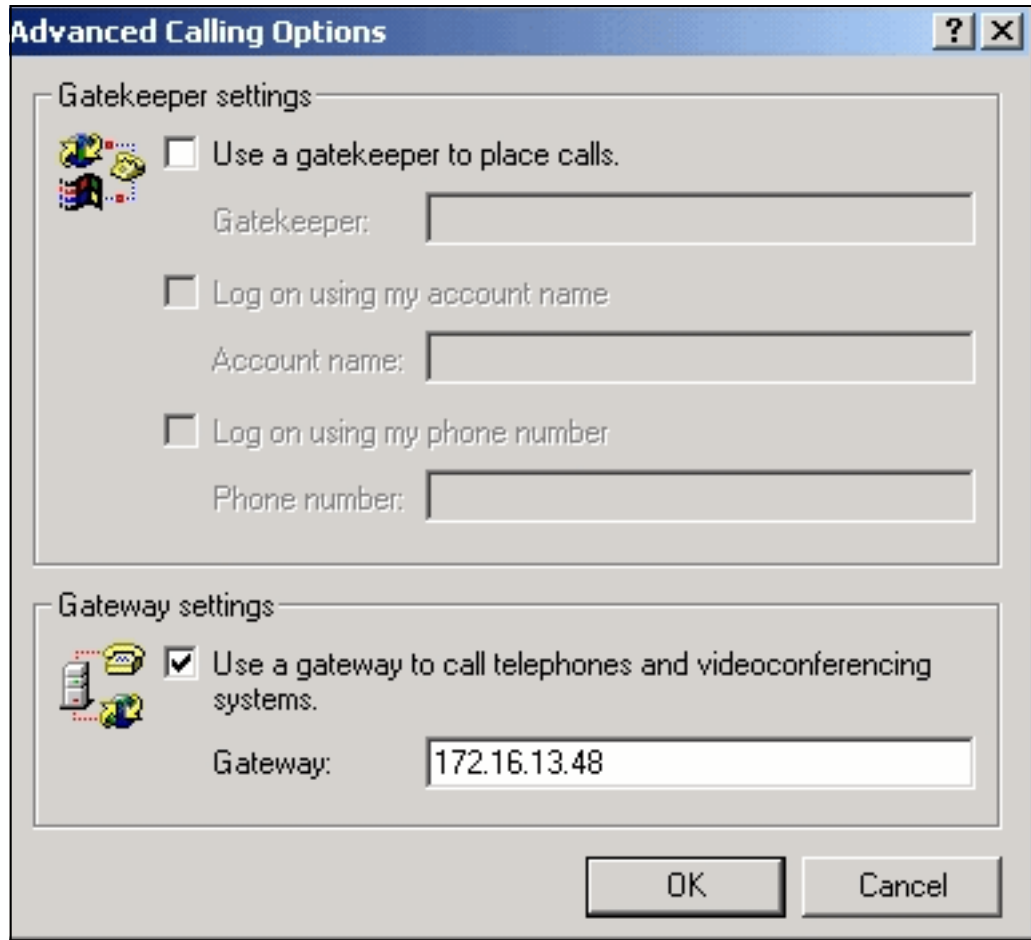 Advanced Calling Options
Gatekeeper settings
Use a gatekeeper to place calls.
Gatekeeper:
Log on using my account name
Account name:
Log on using my phone number
Phone number:
Gateway settings
Use a gateway to call telephones and videoconferencing
systems.
Gateway: 172.16.13.48
OK Cancel